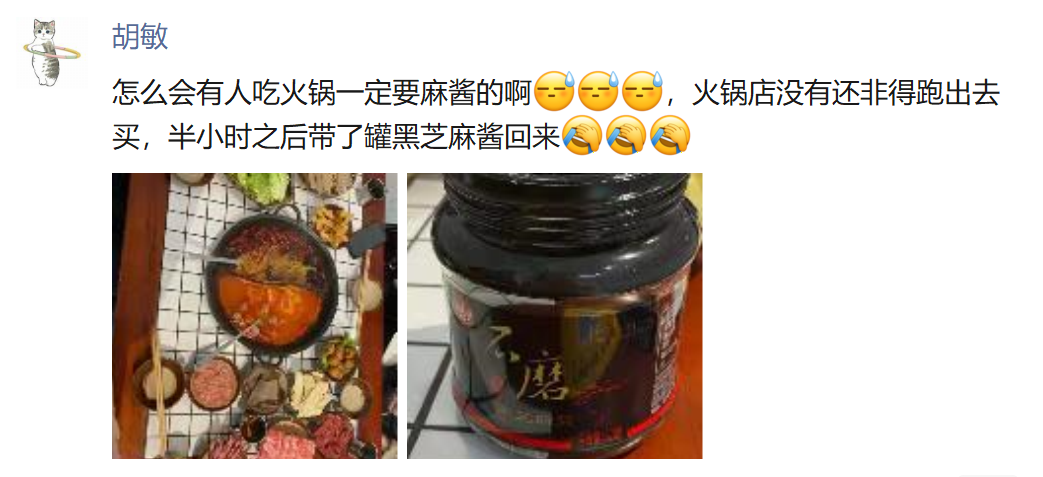 胡敏
怎么会有人吃火锅一定要麻酱的啊😓😓😓，火锅店没有还非得跑出去
买，半小时之后带了罐黑芝麻酱回来🤦🤦🤦
磨